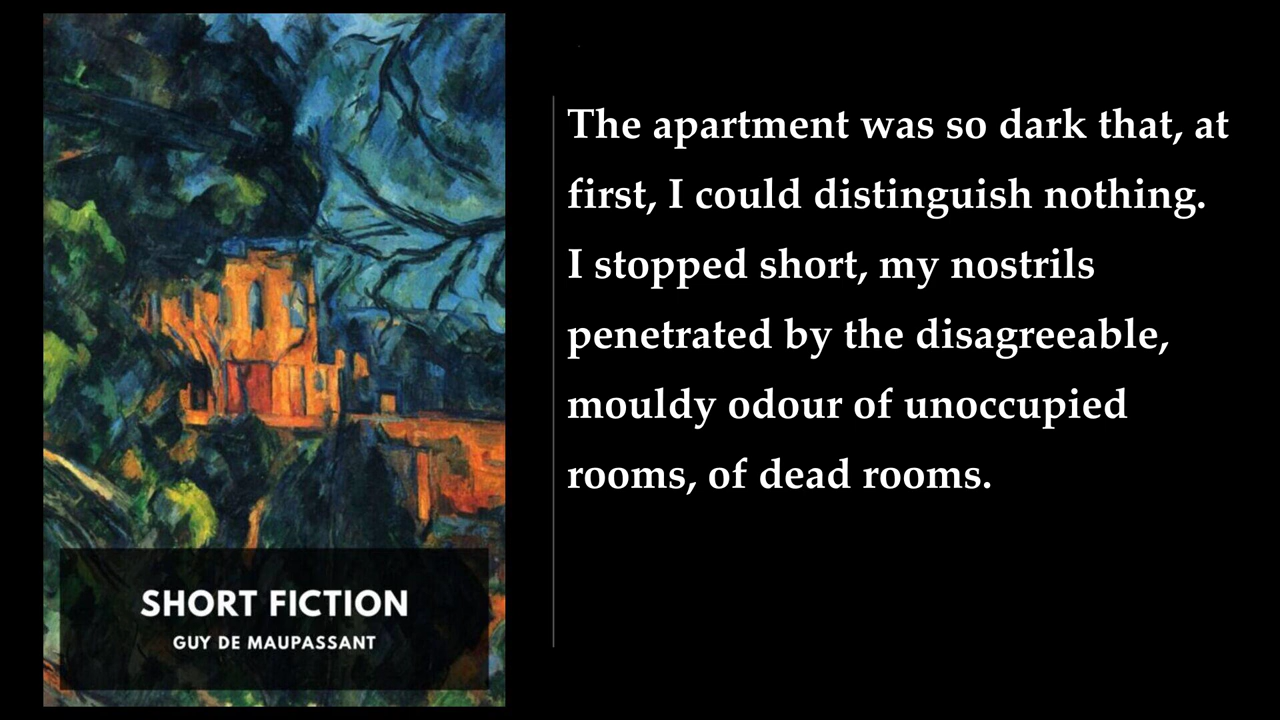 The apartment was so dark that, at
first, I could distinguish nothing.
I stopped short, my nostrils
penetrated by the disagreeable,
mouldy odour of unoccupied
rooms, of dead rooms.
SHORT FICTION
GUY DE MAUPASSANT